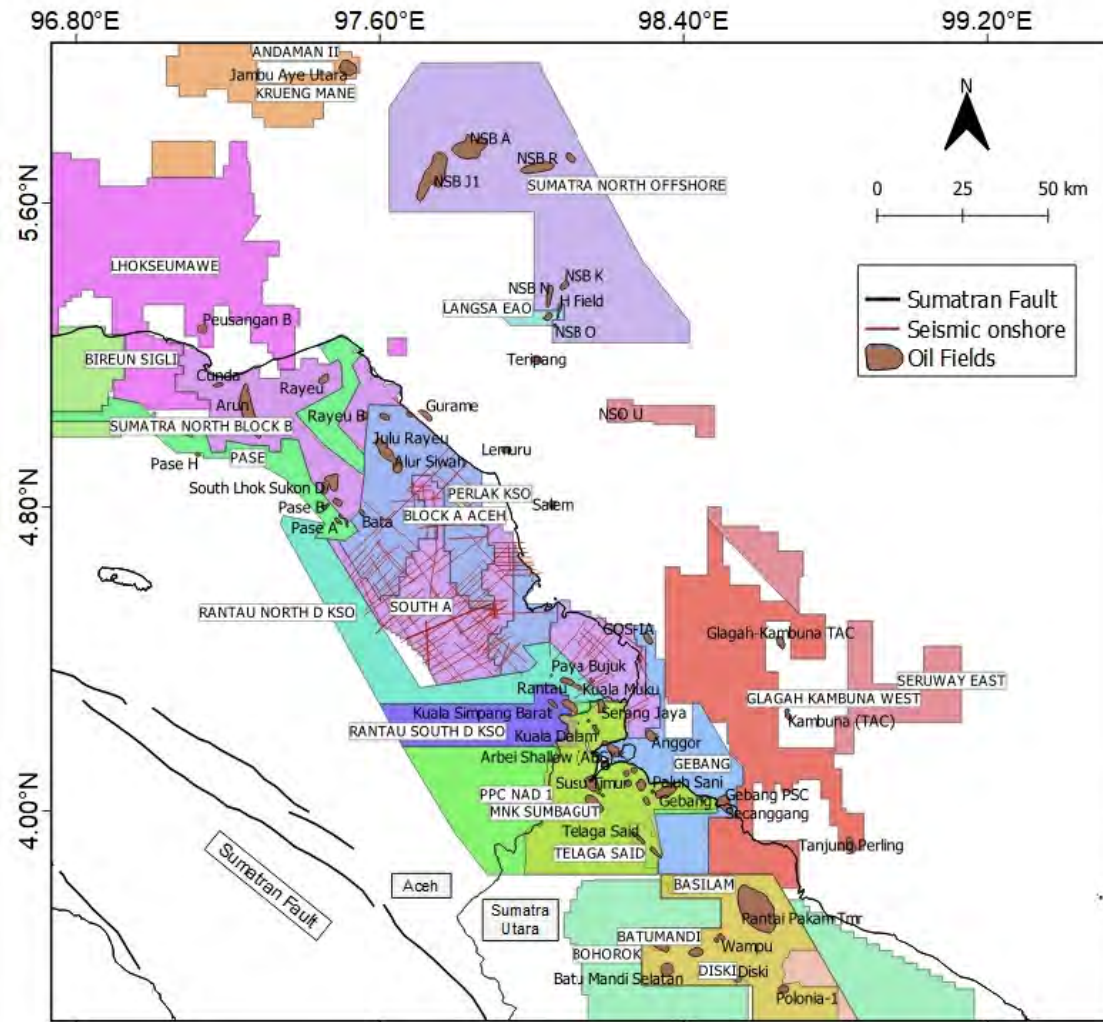 96.80°E
97.60°E
98.40°E
99.20°E
5.60°N
4.80°N
4.00°N
ANDAMAN II
Jambu Aye Utara
KRUENG MANE
N
NSB A
NSB R
NSB J1
SUMATRA NORTH OFFSHORE
0 25 50 km
LHOKSEUMAWE
NSB K
NSB N
H Field
LANGSA EAO
NSB O
Sumatran Fault
Seismic onshore
Oil Fields
Peusangan B
BIREUN SIGLI
Teripang
Cunda
Rayeu
Arun
Rayeu B
Gurame
NSO U
SUMATRA NORTH BLOCK B
Julu Rayeu
Pase H
PASE
Alur Siwah
Lemuru
South Lhok Sukon D
PERLAK KSO
Pase B
Salem
Pase A
Bata
BLOCK A ACEH
RANTAU NORTH D KSO
SOUTH A
GOS-IA
Glagah-Kambuna TAC
Paya Bujuk
SERUWAY EAST
Rantau
Kuala Muku
GLAGAH KAMBUNA WEST
Kuala Simpang Barat
Serang Jaya
Kambuna (TAC)
RANTAU SOUTH D KSO
Kuala Dalam
Anggor
Arbei Shallow
GEBANG
Susu Timur
Paluh Sani
PPC NAD 1
Gebang
Gebang PSC
MNK SUMBAGUT
Secanggang
Telaga Said
Tanjung Perling
TELAGA SAID
Sumatran Fault
Aceh
BASILAM
Sumatra
Utara
Rantai Pakam Tmr
BATUMANDI
Wampu
BOHOROK
Batu Mandi Selatan
DISKI
Diski
Polonia-1